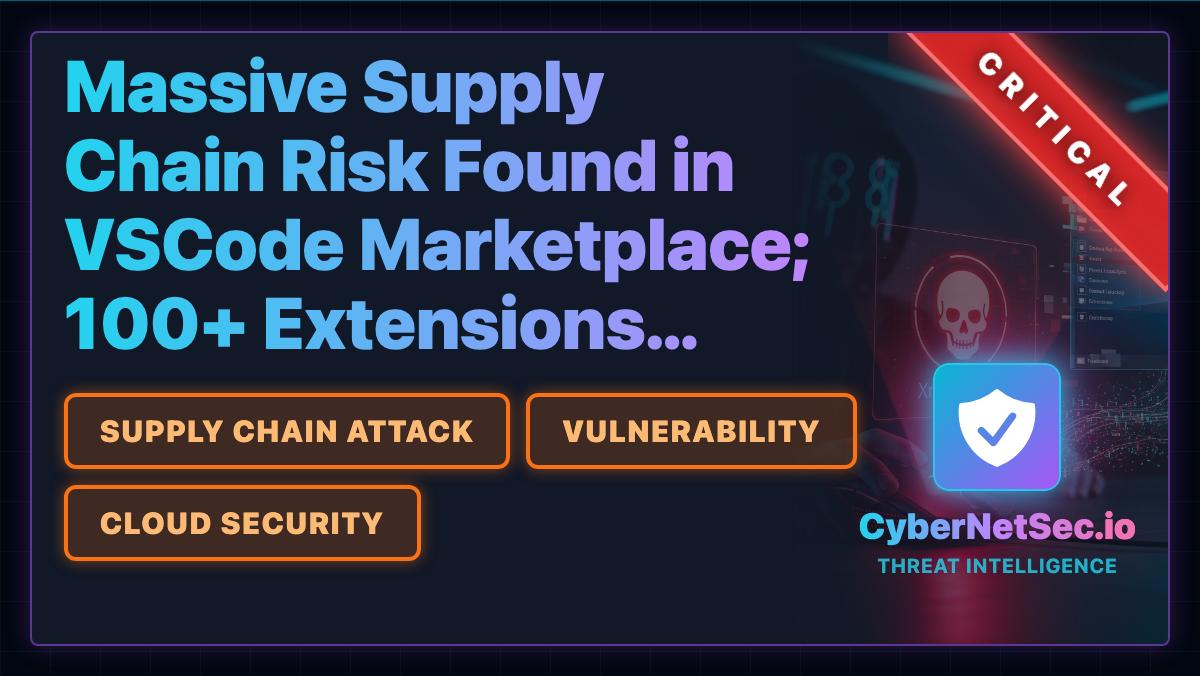 Massive Supply
Chain Risk Found in
VSCode Marketplace;
100+ Extensions...
CRITICAL
SUPPLY CHAIN ATTACK
VULNERABILITY
CLOUD SECURITY
CyberNetSec.io
THREAT INTELLIGENCE